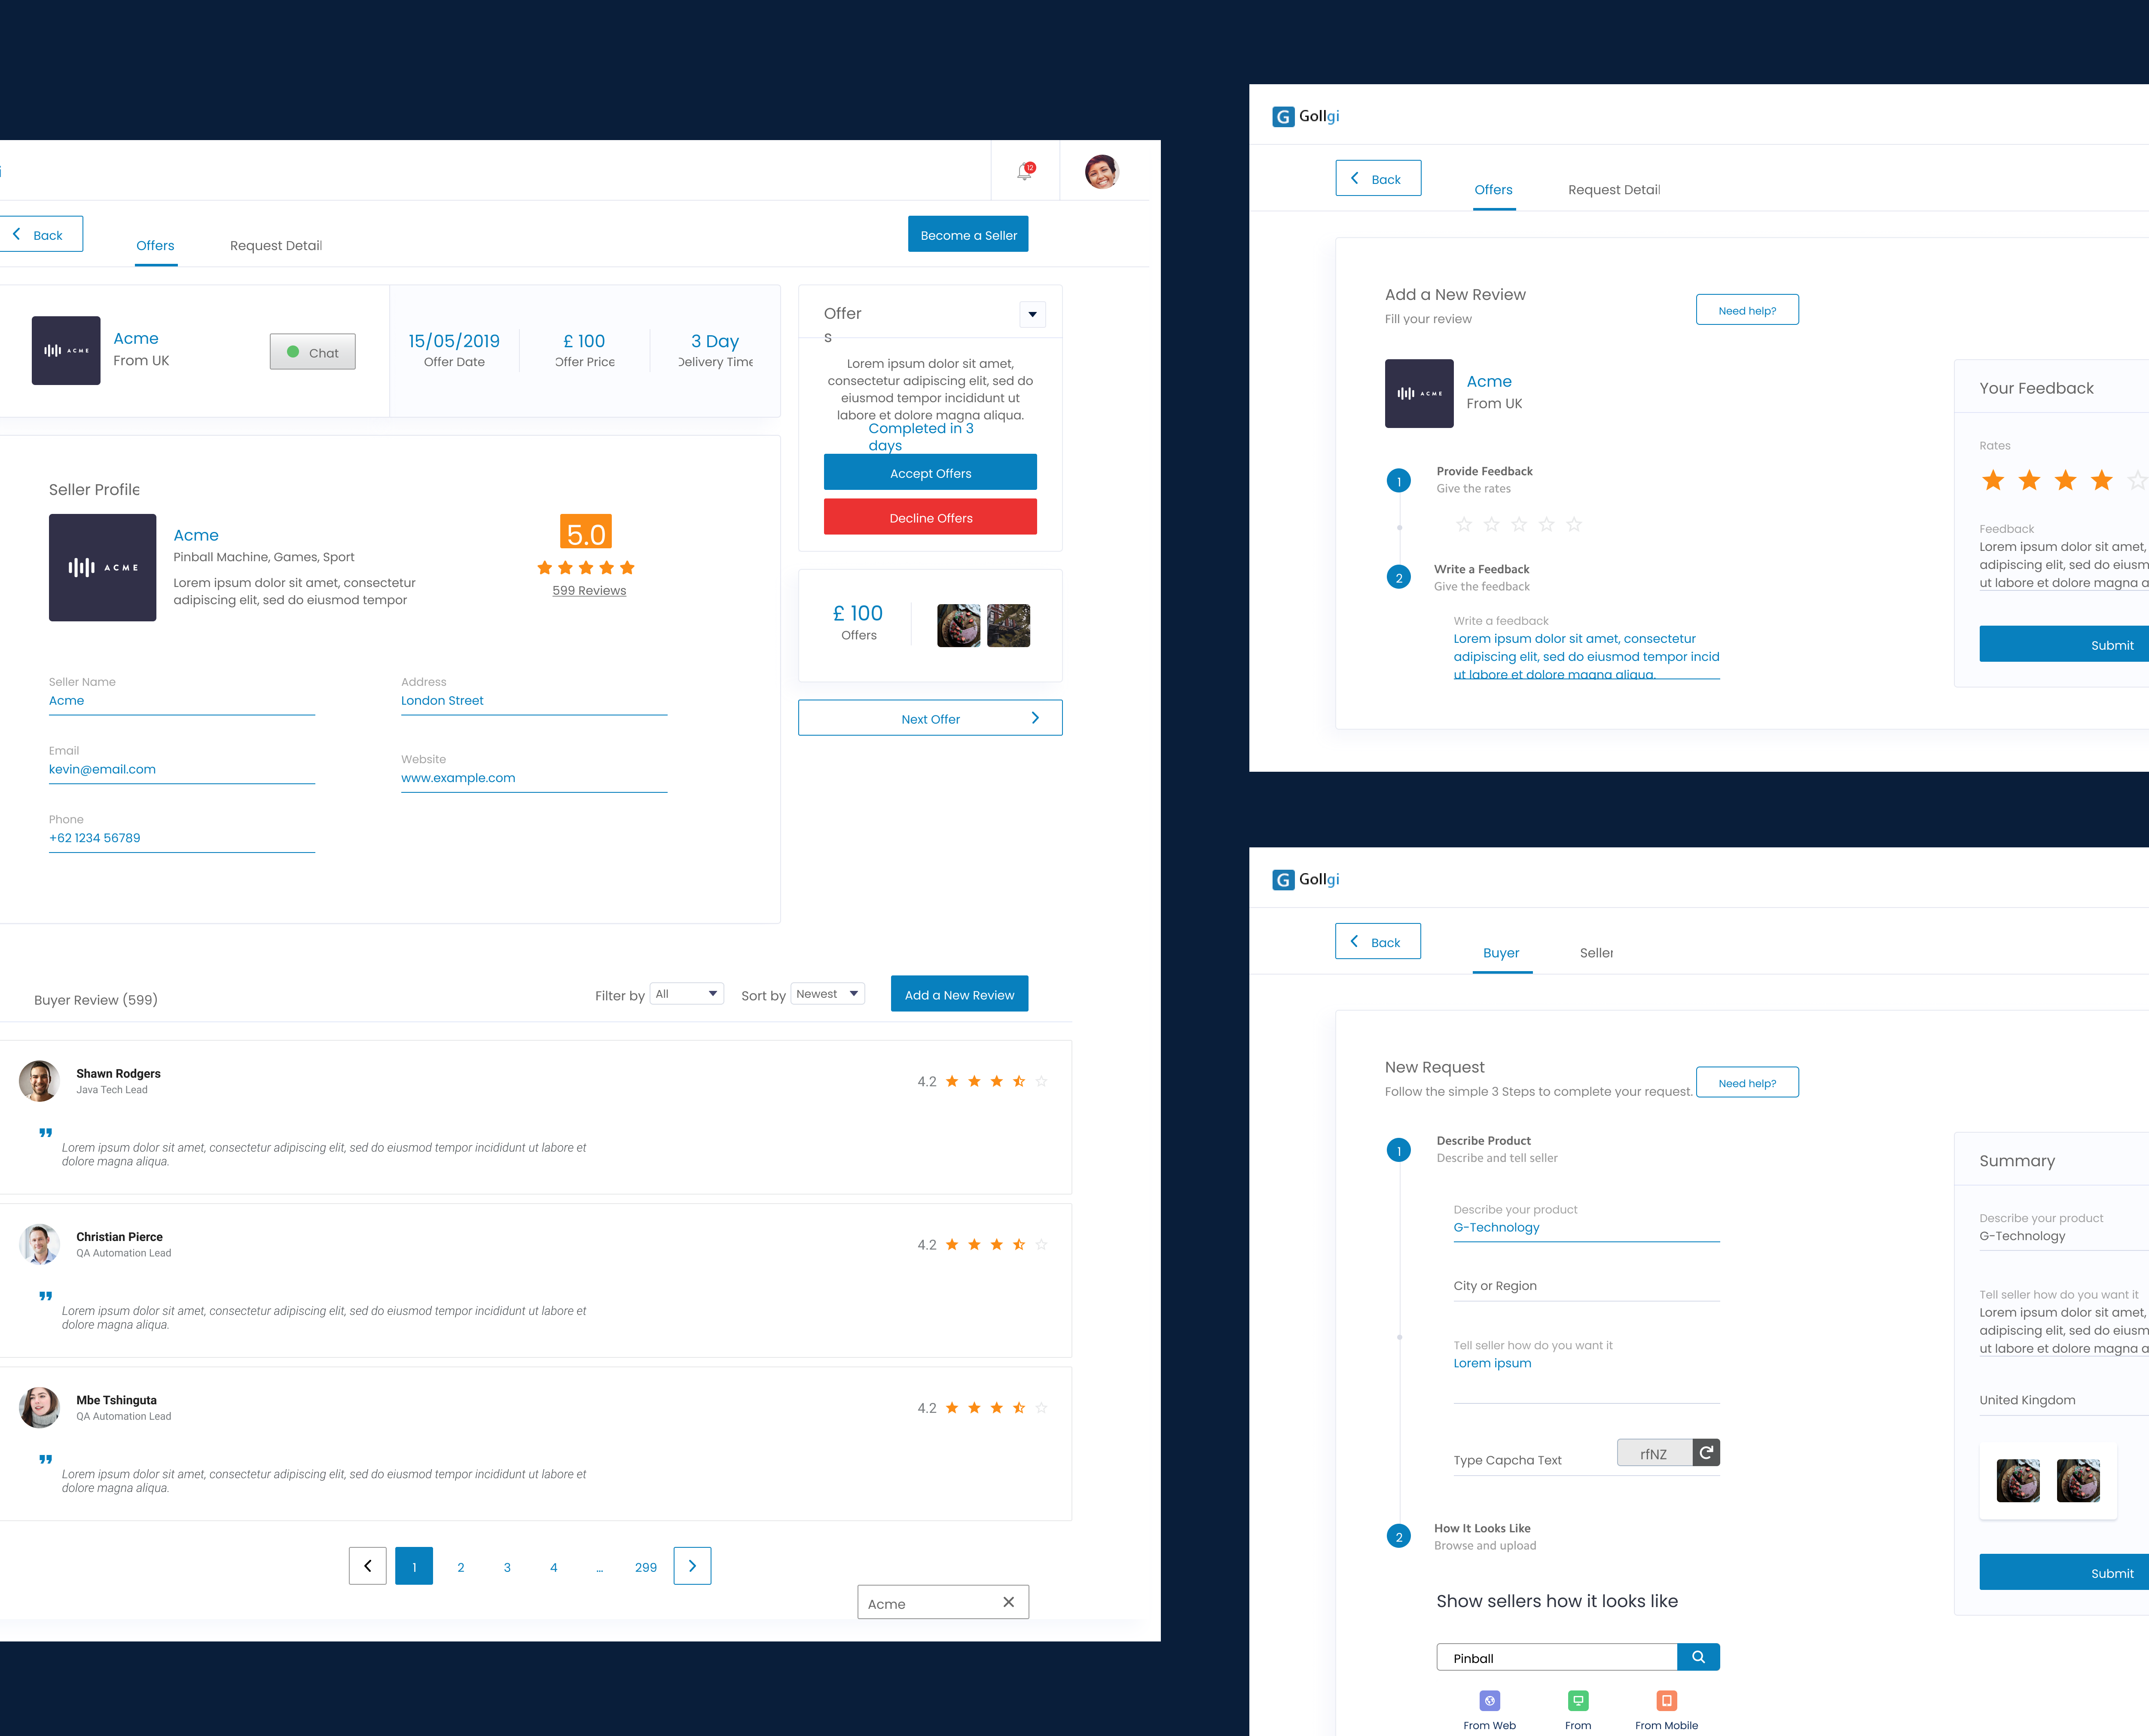 i
12
Back
Offers
Request Detail
Become a Seller
ACME
Acme
From UK
Chat
15/05/2019
Offer Date
£ 100
Offer Price
3 Day
Delivery Time
Offer
s
Lorem ipsum dolor sit amet,
consectetur adipiscing elit, sed do
eiusmod tempor incididunt ut
labore et dolore magna aliqua.
Completed in 3
days
Accept Offers
Decline Offers
Seller Profile
ACME
Acme
Pinball Machine, Games, Sport
Lorem ipsum dolor sit amet, consectetur
adipiscing elit, sed do eiusmod tempor
5.0
599 Reviews
£ 100
Offers
Next Offer
Seller Name
Acme
Address
London Street
Email
kevin@email.com
Website
www.example.com
Phone
+62 1234 56789
Buyer Review (599)
Filter by
All
Sort by
Newest
Add a New Review
Shawn Rodgers
Java Tech Lead
4.2
Lorem ipsum dolor sit amet, consectetur adipiscing elit, sed do eiusmod tempor incididunt ut labore et
dolore magna aliqua.
Christian Pierce
QA Automation Lead
4.2
Lorem ipsum dolor sit amet, consectetur adipiscing elit, sed do eiusmod tempor incididunt ut labore et
dolore magna aliqua.
Mbe Tshinguta
QA Automation Lead
4.2
Lorem ipsum dolor sit amet, consectetur adipiscing elit, sed do eiusmod tempor incididunt ut labore et
dolore magna aliqua.
1 2 3 4 ... 299
Acme
G Gollgi
Back
Offers
Request Detail
Add a New Review
Fill your review
Need help?
ACME
Acme
From UK
1
Provide Feedback
Give the rates
2
Write a Feedback
Give the feedback
Write a feedback
Lorem ipsum dolor sit amet, consectetur
adipiscing elit, sed do eiusmod tempor incid
ut labore et dolore magna aliqua.
Your Feedback
Rates
Feedback
Lorem ipsum dolor sit amet,
adipiscing elit, sed do eiusm
ut labore et dolore magna a
Submit
G Gollgi
Back
Buyer
Seller
New Request
Follow the simple 3 Steps to complete your request.
Need help?
1
Describe Product
Describe and tell seller
Describe your product
G-Technology
City or Region
Tell seller how do you want it
Lorem ipsum
Type Capcha Text
rfNZ
2
How It Looks Like
Browse and upload
Show sellers how it looks like
Pinball
From Web
From
From Mobile
Summary
Describe your product
G-Technology
Tell seller how do you want it
Lorem ipsum dolor sit amet,
adipiscing elit, sed do eiusm
ut labore et dolore magna a
United Kingdom
Submit